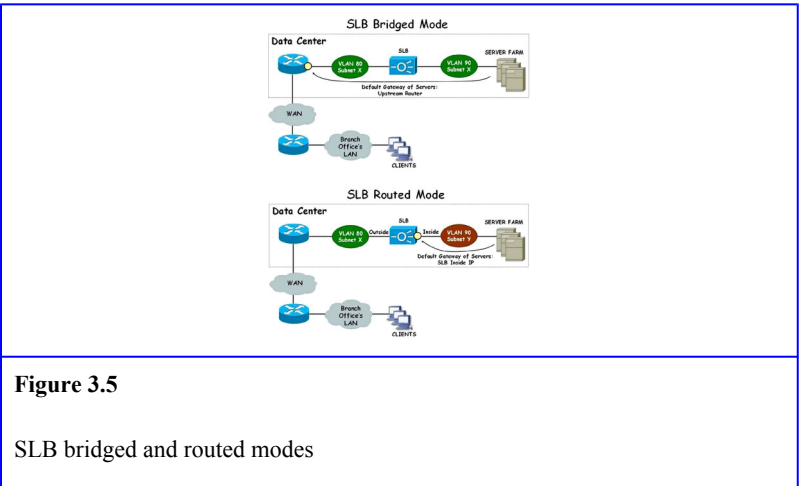 SLB Bridged Mode
Data Center
VLAN 80
Subnet X
SLB
VLAN 90
Subnet X
SERVER FARM
Default Gateway of Servers:
Upstream Router
WAN
Branch
Office's
LAN
CLIENTS
SLB Routed Mode
Data Center
VLAN 80
Subnet X
Outside
SLB
Inside
VLAN 90
Subnet Y
SERVER FARM
Default Gateway of Servers:
SLB Inside IP
WAN
Branch
Office's
LAN
CLIENTS
Figure 3.5
SLB bridged and routed modes